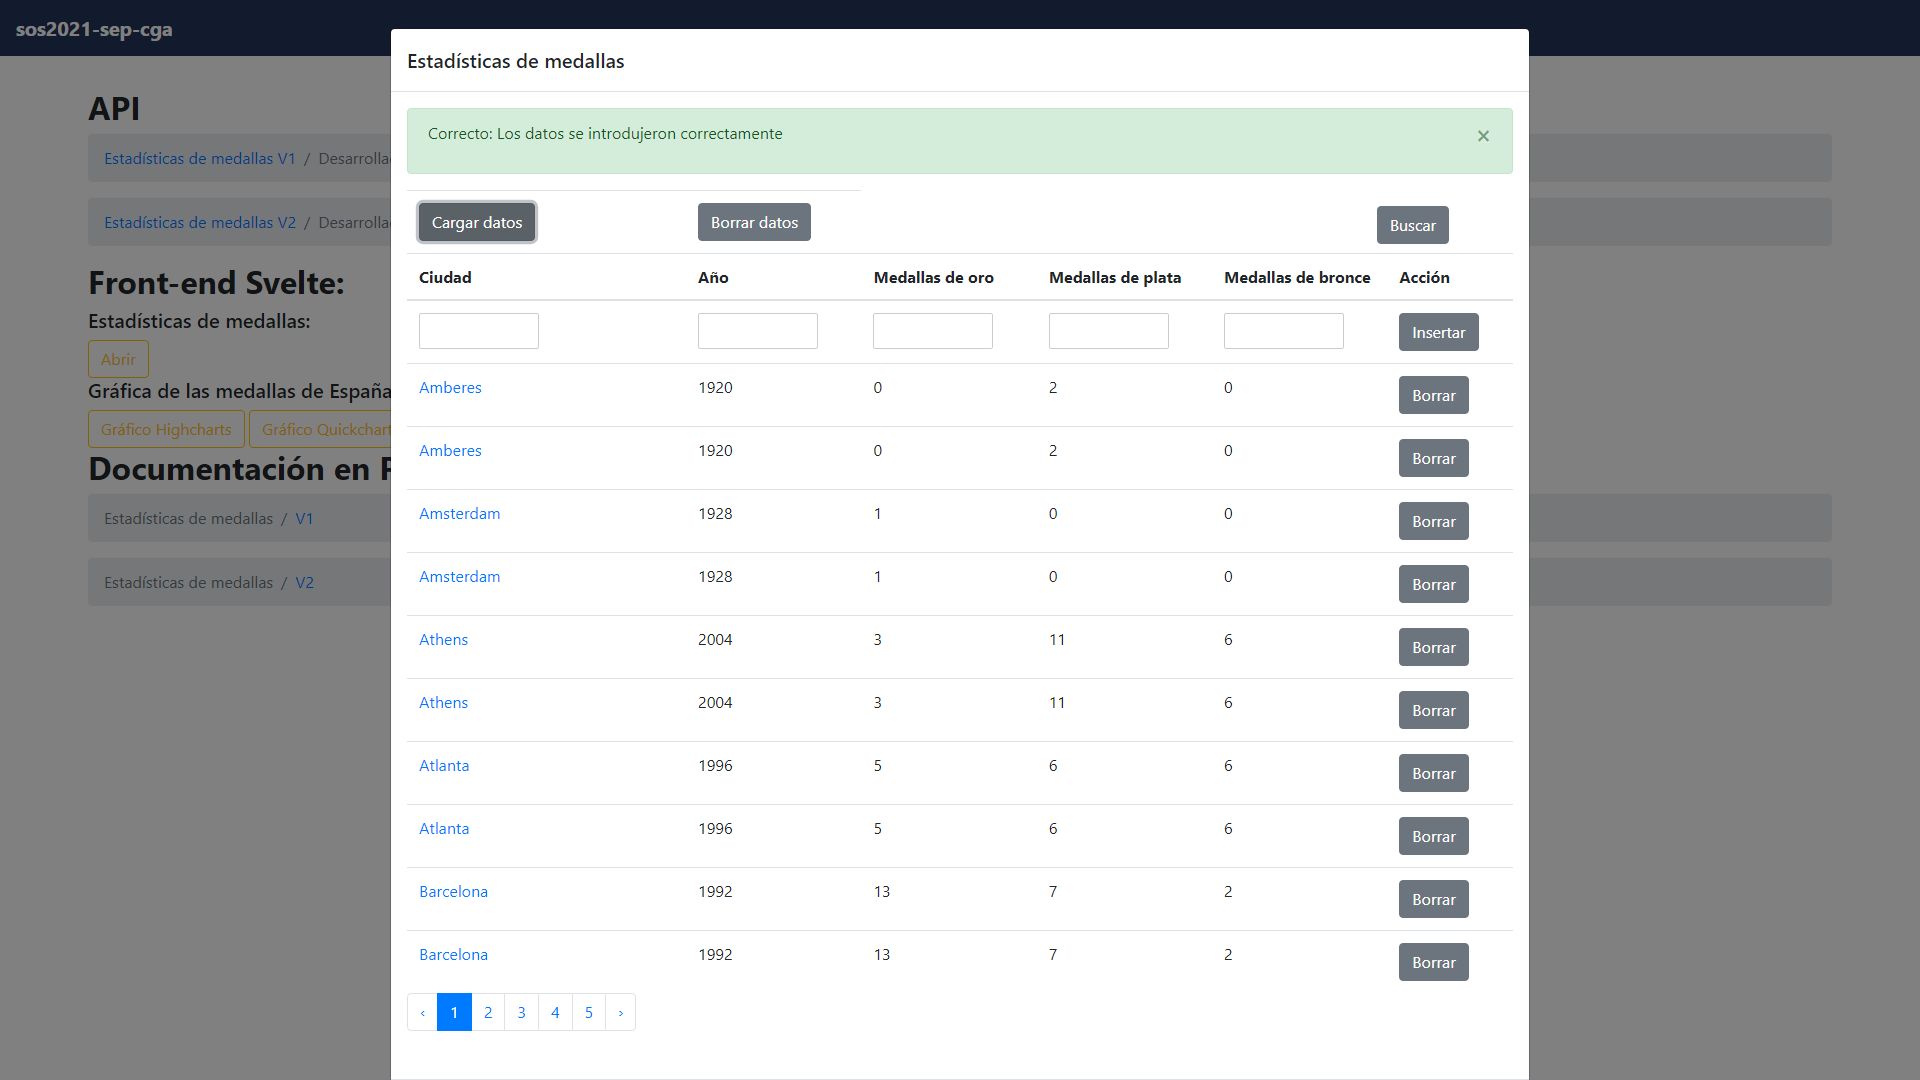 sos2021-sep-cga
Estadísticas de medallas
API
Correcto: Los datos se introdujeron correctamente ×
Estadísticas de medallas V1 / 
Estadísticas de medallas V2 / 
Cargar datos Borrar datos Buscar
Front-end Svelte:
Ciudad Año Medallas de oro Medallas de plata Medallas de bronce Acción
Estadísticas de medallas:
Insertar
Abrir
Gráfica de las medallas de España
Amberes 1920 0 2 0 Borrar
Gráfico Highcharts Gráfico Quickchart
Amberes 1920 0 2 0 Borrar
Documentación en
Amsterdam 1928 1 0 0 Borrar
Estadísticas de medallas / V1
Amsterdam 1928 1 0 0 Borrar
Estadísticas de medallas / V2
Athens 2004 3 11 6 Borrar
Athens 2004 3 11 6 Borrar
Atlanta 1996 5 6 6 Borrar
Atlanta 1996 5 6 6 Borrar
Barcelona 1992 13 7 2 Borrar
Barcelona 1992 13 7 2 Borrar
‹ 1 2 3 4 5 ›